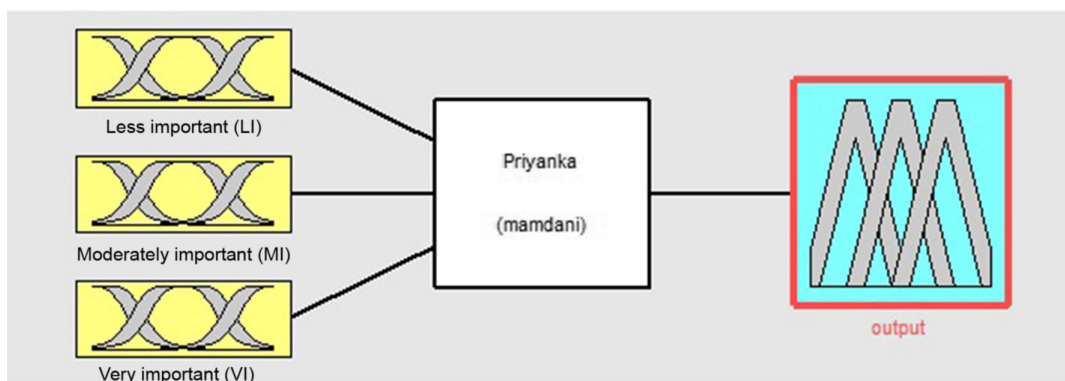 Less important (LI)
Moderately important (MI)
Very important (VI)
Priyanka
(mamdani)
output